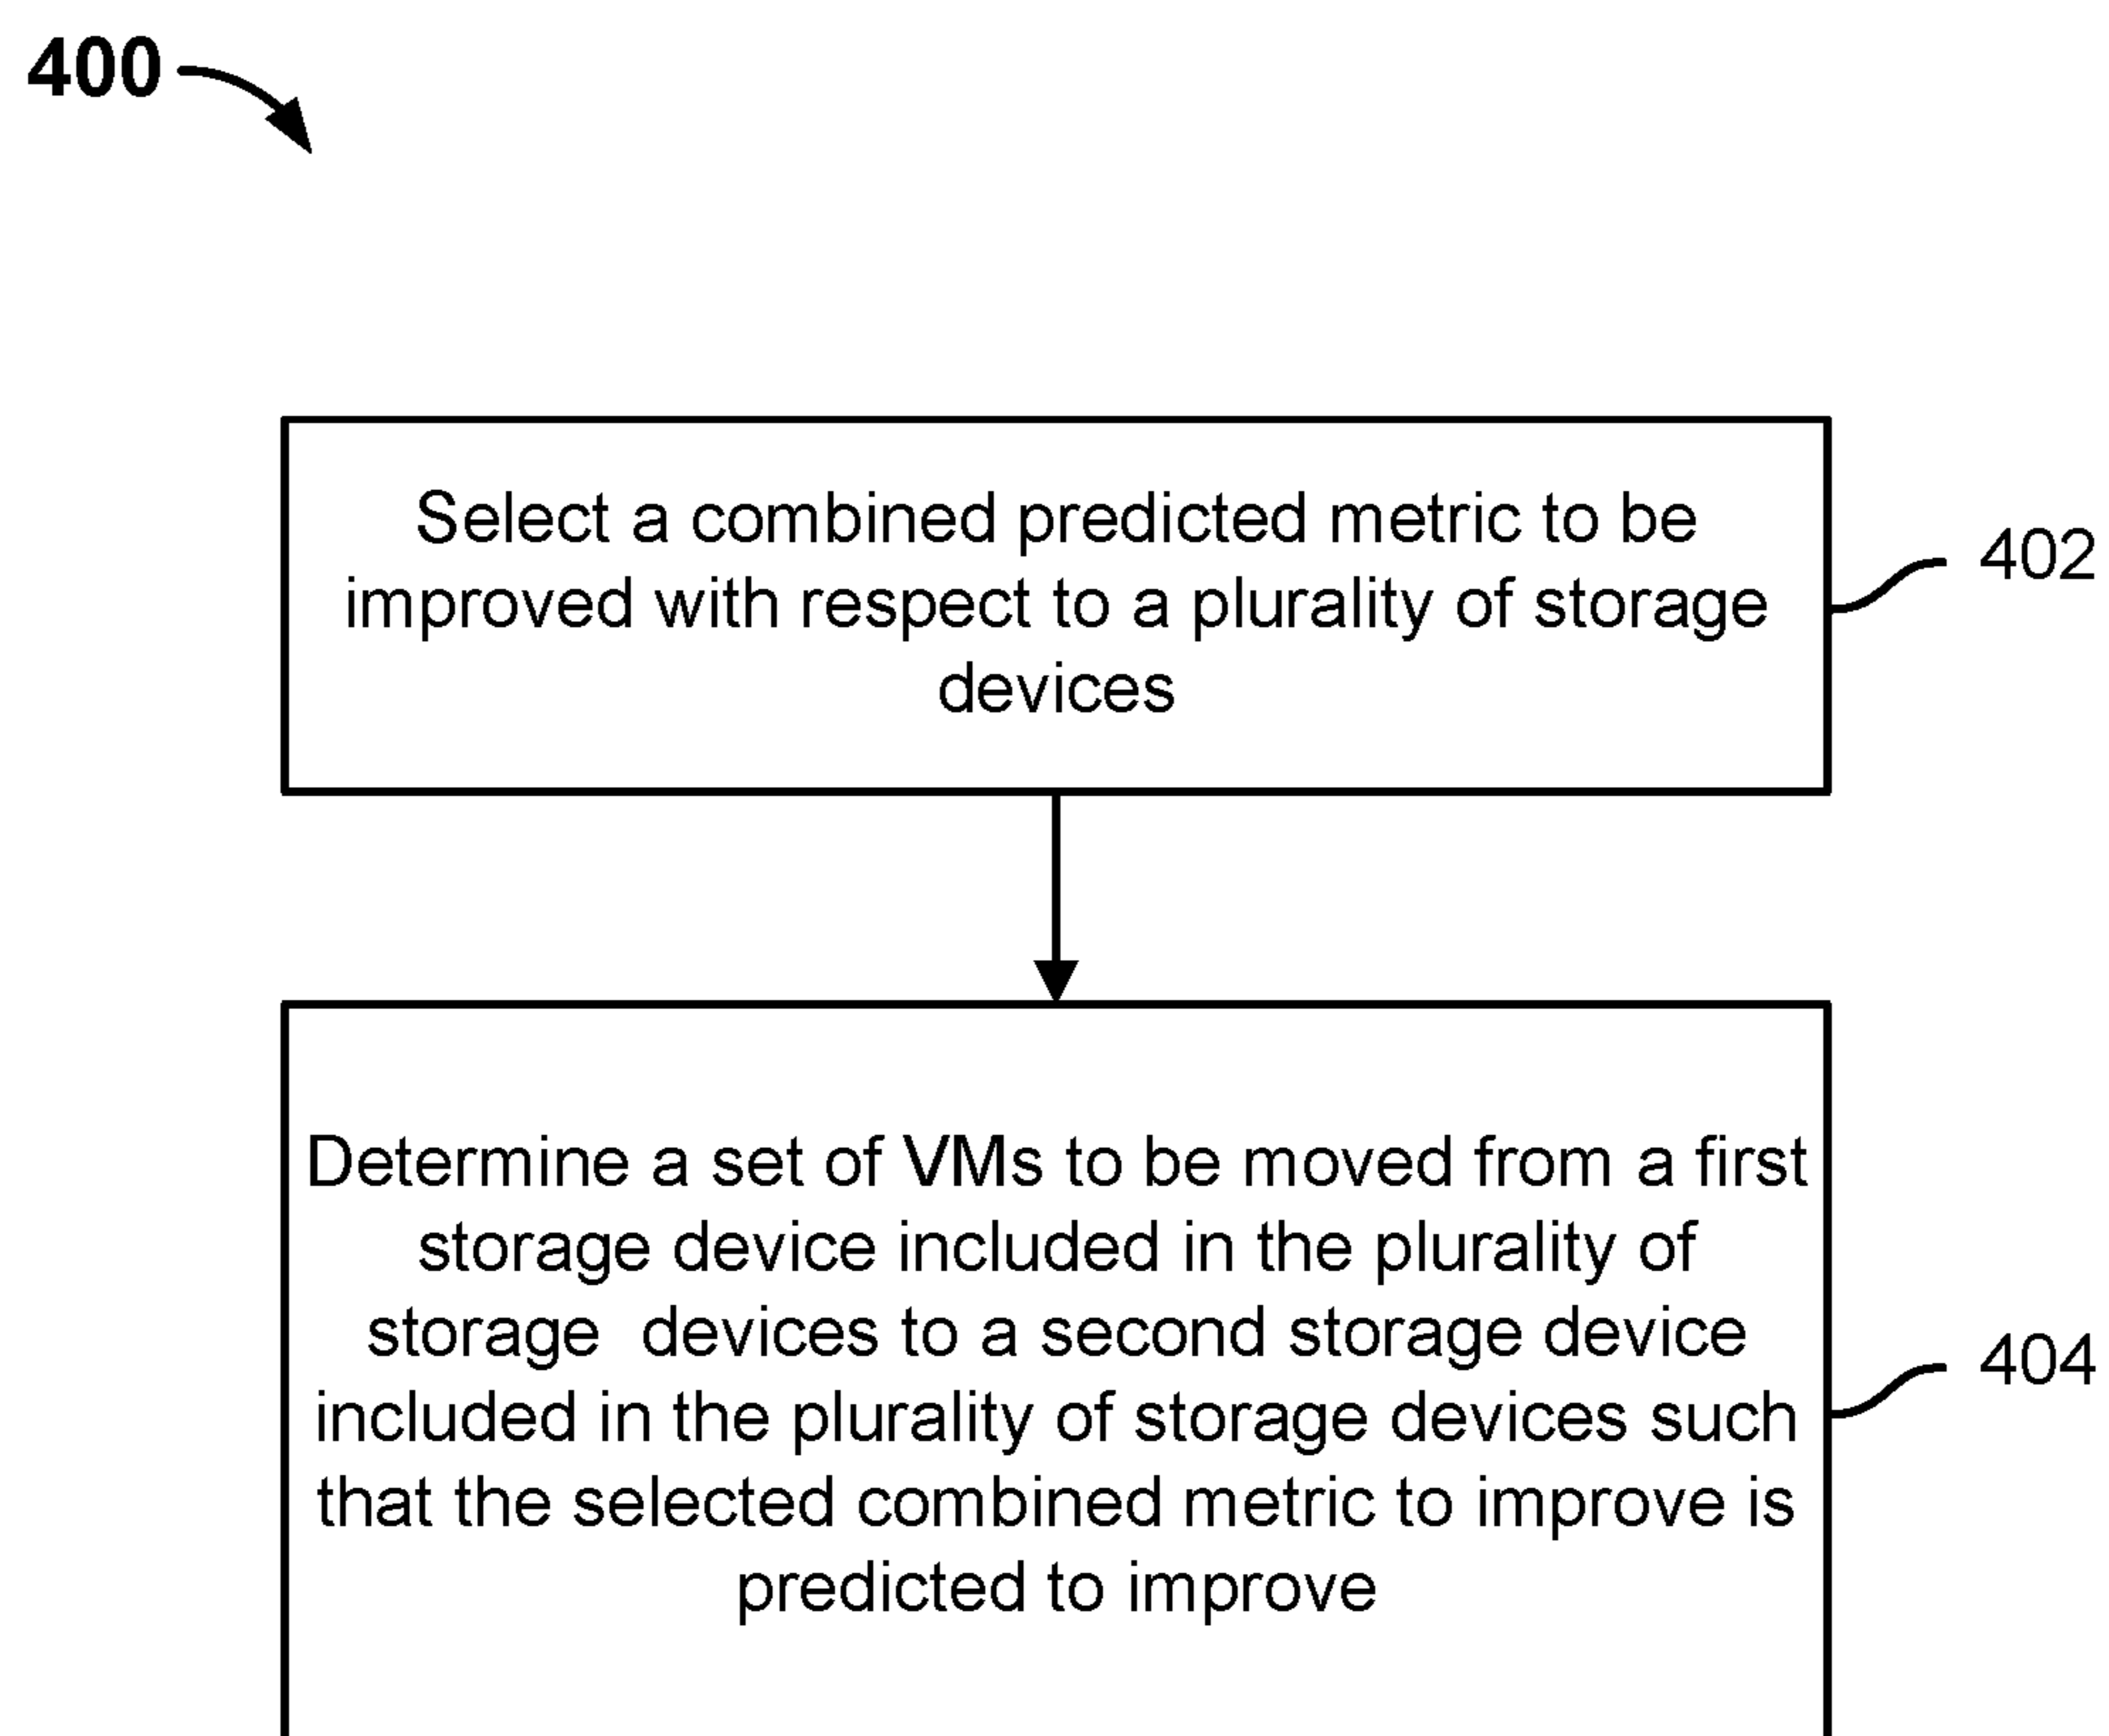 400
Select a combined predicted metric to be
improved with respect to a plurality of storage
devices
402
Determine a set of VMs to be moved from a first
storage device included in the plurality of
storage  devices to a second storage device
included in the plurality of storage devices such
that the selected combined metric to improve is
predicted to improve
404